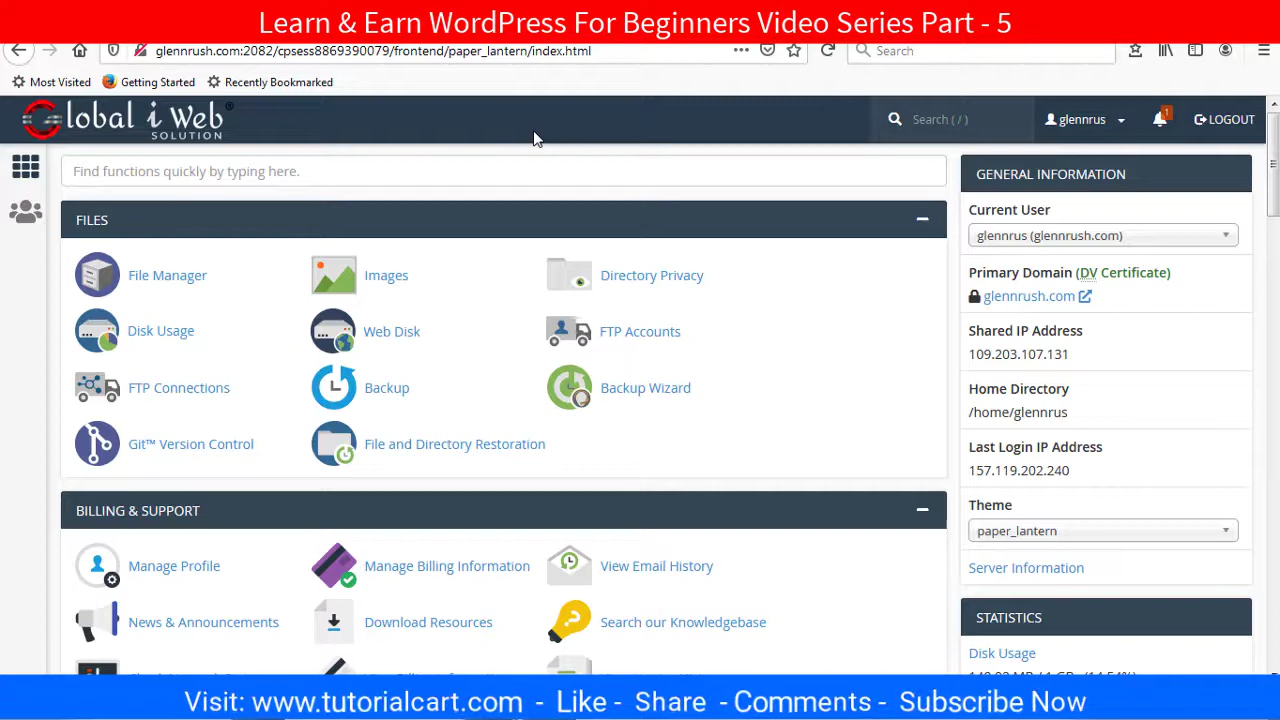 Learn & Earn WordPress For Beginners Video Series Part - 5
glennrush.com:2082/cpsess8869390079/frontend/paper_lantern/index.html
Search
Most Visited Getting Started Recently Bookmarked
lobal i Web
SOLUTION
Search ( / )
glennrus
1
LOGOUT
Find functions quickly by typing here.
FILES
File Manager Images Directory Privacy
Disk Usage Web Disk FTP Accounts
FTP Connections Backup Backup Wizard
Git™ Version Control File and Directory Restoration
BILLING & SUPPORT
Manage Profile Manage Billing Information View Email History
News & Announcements Download Resources Search our Knowledgebase
GENERAL INFORMATION
Current User
glennrus (glennrush.com)
Primary Domain (DV Certificate)
glennrush.com
Shared IP Address
109.203.107.131
Home Directory
/home/glennrus
Last Login IP Address
157.119.202.240
Theme
paper_lantern
Server Information
STATISTICS
Disk Usage
Visit: www.tutorialcart.com - Like - Share - Comments - Subscribe Now